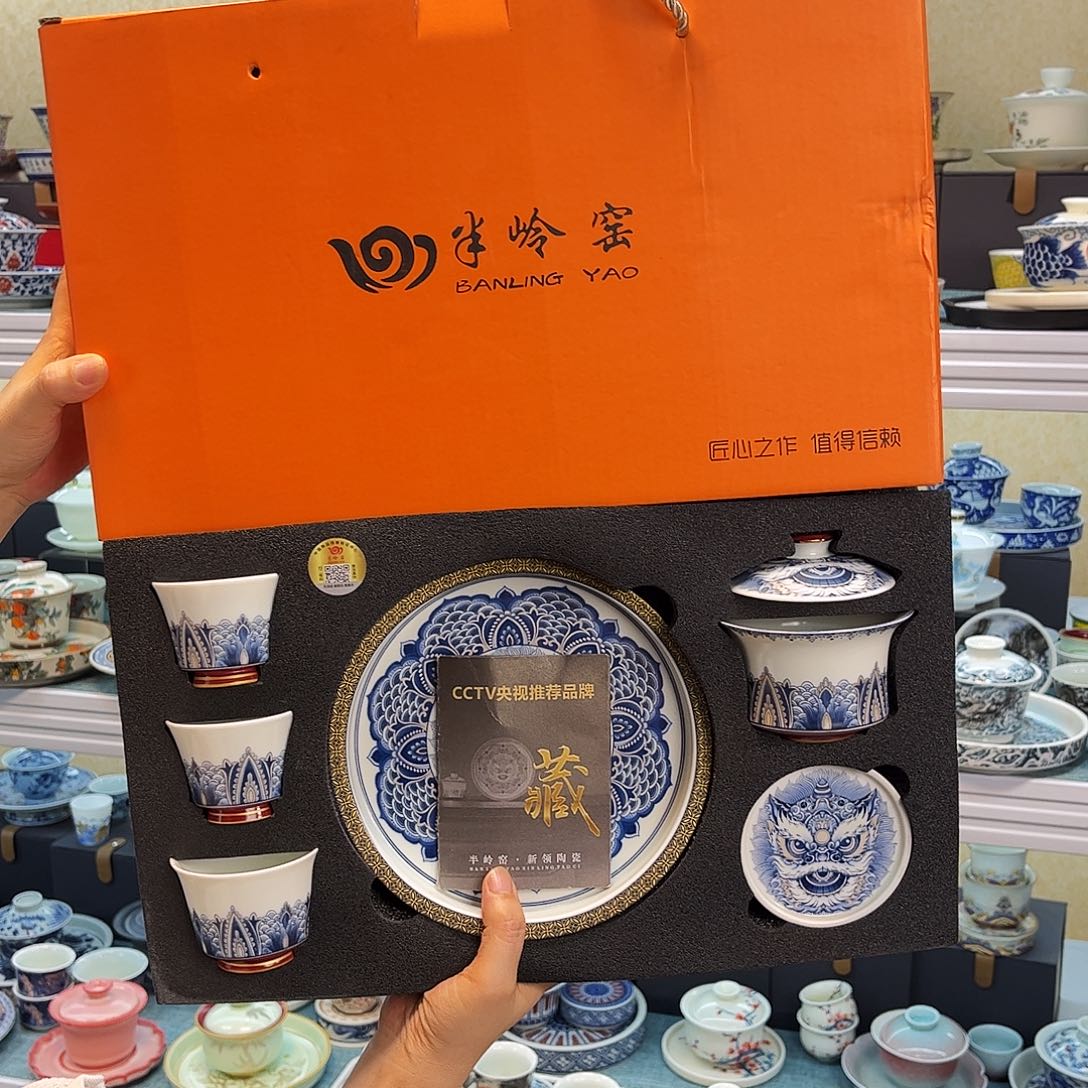 半岭窑
BANLING YAO
匠心之作 值得信赖
CCTV央视推荐品牌
藏
半岭窑·新领陶瓷